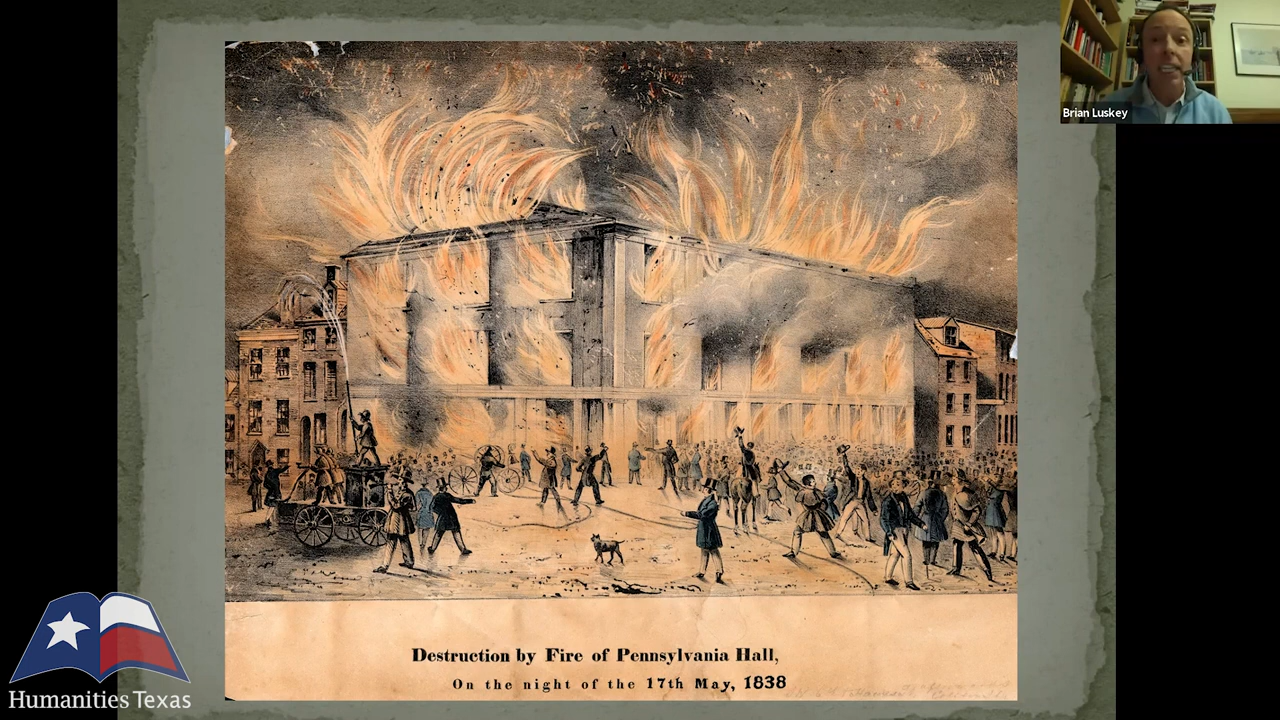 Brian Luskey
Destruction by Fire of Pennsylvania Hall,
On the night of the 17th May, 1838
Humanities Texas